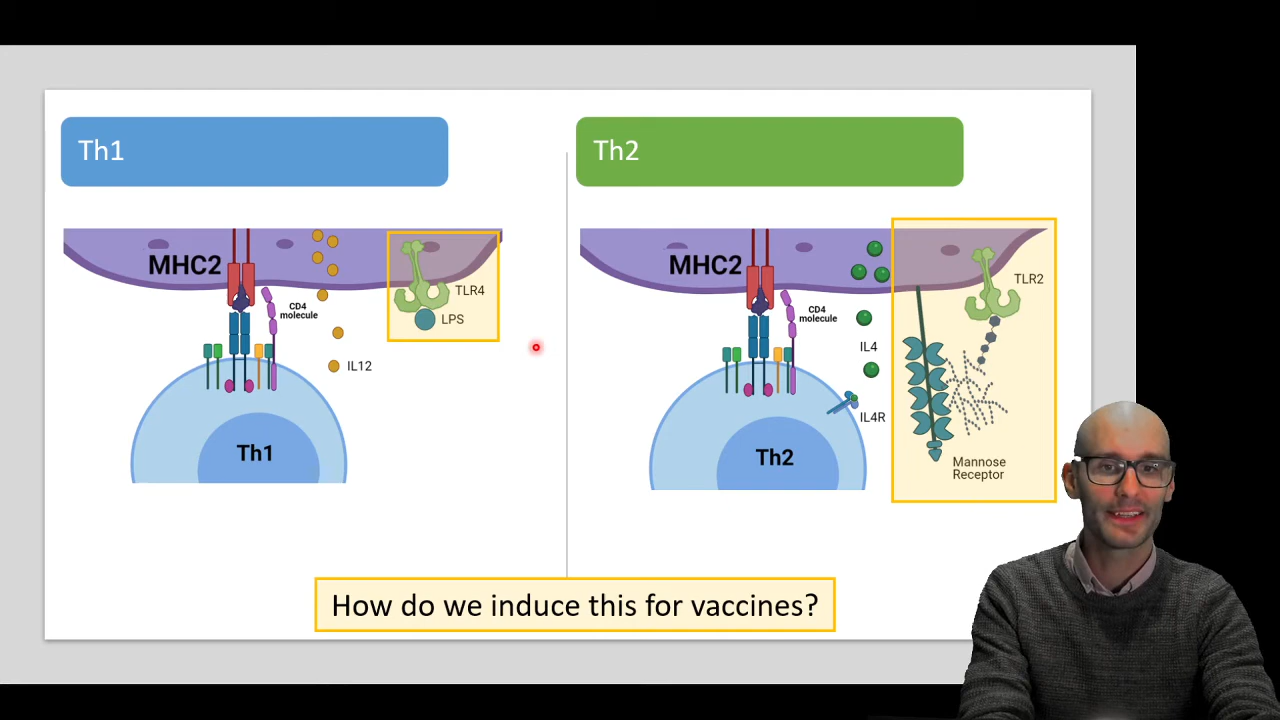 Th1
MHC2
CD4
molecule
TLR4
LPS
IL12
Th1
Th2
MHC2
CD4
molecule
TLR2
IL4
IL4R
Mannose
Receptor
Th2
How do we induce this for vaccines?